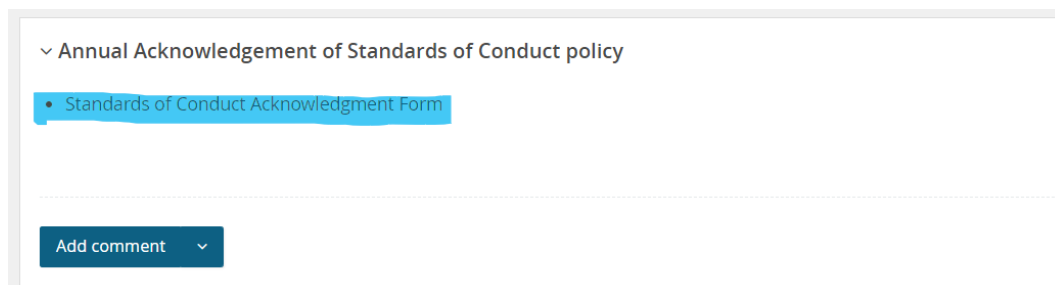 Annual Acknowledgement of Standards of Conduct policy
Standards of Conduct Acknowledgment Form
Add comment